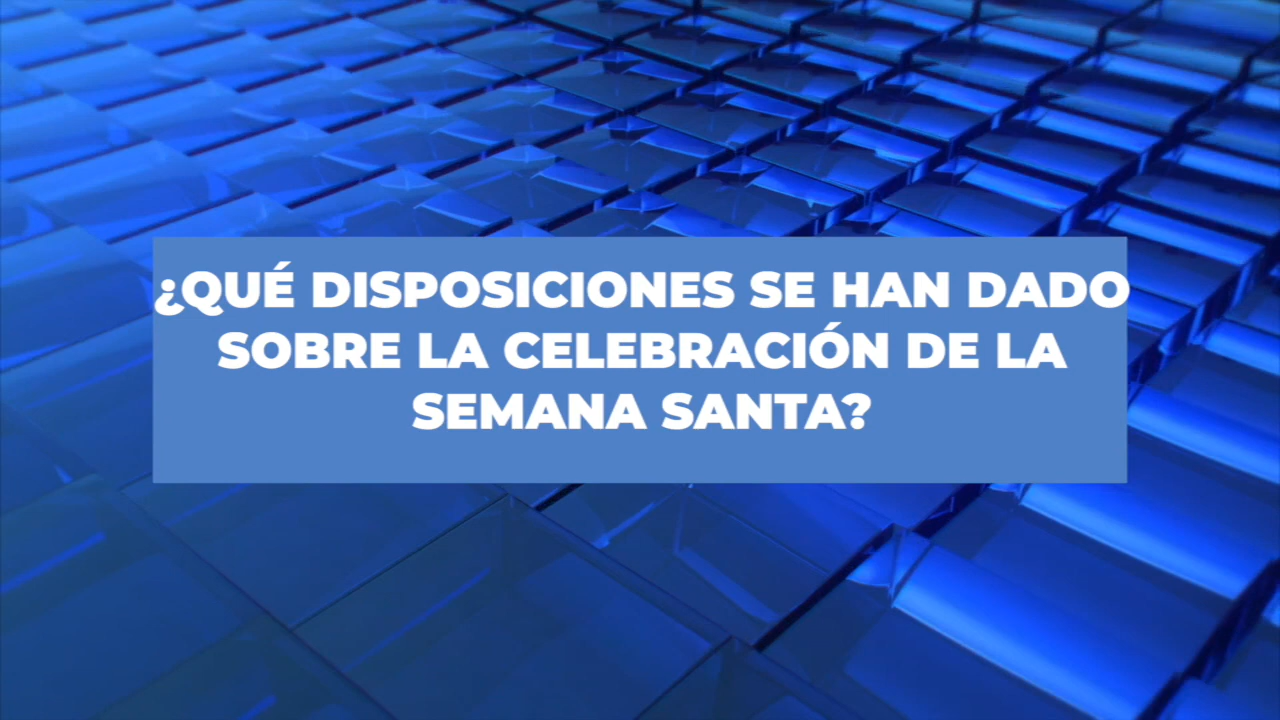 ¿QUÉ DISPOSICIONES SE HAN DADO
SOBRE LA CELEBRACIÓN DE LA
SEMANA SANTA?